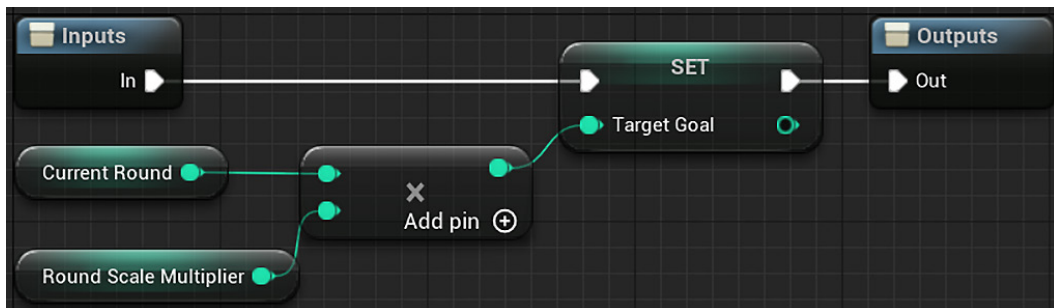 Inputs
In
SET
Target Goal
Outputs
Out
Current Round
Add pin
Round Scale Multiplier